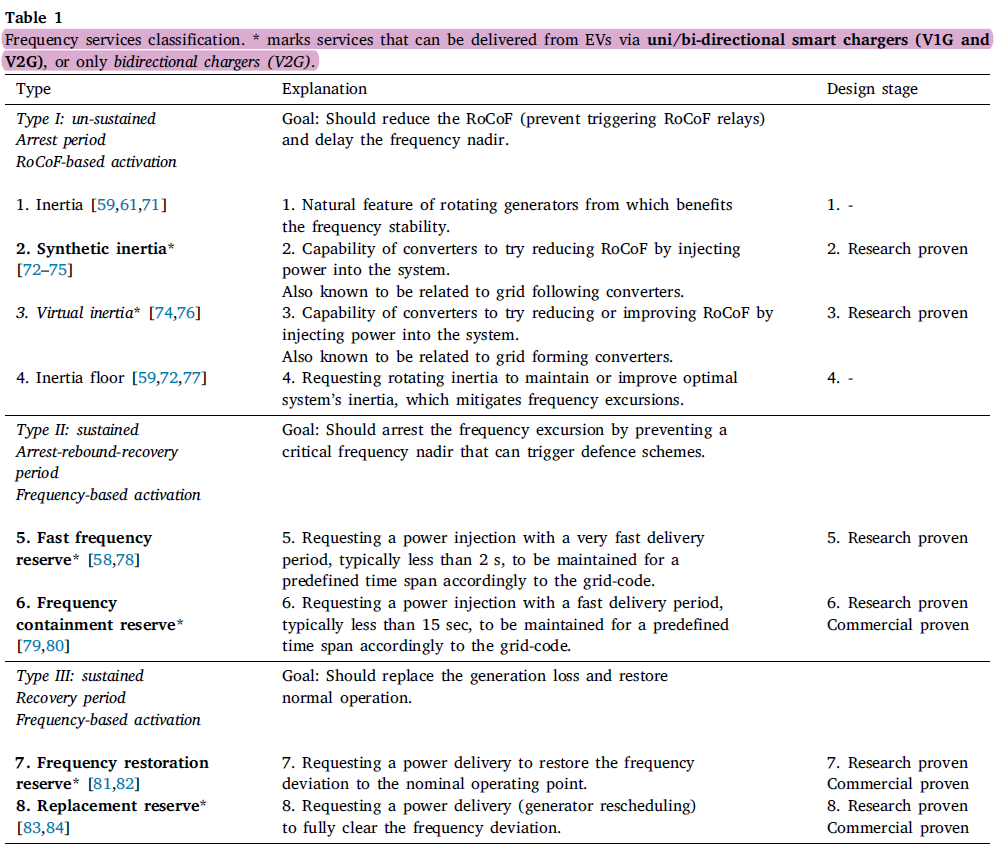 Table 1
Frequency services classification. * marks services that can be delivered from EVs via uni/bi-directional smart chargers (V1G and
V2G), or only bidirectional chargers (V2G).
Type Explanation Design stage
Type I: un-sustained Goal: Should reduce the RoCoF (prevent triggering RoCoF relays)
Arrest period and delay the frequency nadir.
RoCoF-based activation
1. Inertia [59,61,71] 1. Natural feature of rotating generators from which benefits 1. -
the frequency stability.
2. Synthetic inertia* 2. Capability of converters to try reducing RoCoF by injecting 2. Research proven
[72–75] power into the system.
Also known to be related to grid following converters.
3. Virtual inertia* [74,76] 3. Capability of converters to try reducing or improving RoCoF by 3. Research proven
injecting power into the system.
Also known to be related to grid forming converters.
4. Inertia floor [59,72,77] 4. Requesting rotating inertia to maintain or improve optimal 4. -
system's inertia, which mitigates frequency excursions.
Type II: sustained Goal: Should arrest the frequency excursion by preventing a
Arrest-rebound-recovery critical frequency nadir that can trigger defence schemes.
period
Frequency-based activation
5. Fast frequency 5. Requesting a power injection with a very fast delivery 5. Research proven
reserve* [58,78] period, typically less than 2 s, to be maintained for a
predefined time span accordingly to the grid-code.
6. Frequency 6. Requesting a power injection with a fast delivery period, 6. Research proven
containment reserve* typically less than 15 sec, to be maintained for a predefined Commercial proven
[79,80] time span accordingly to the grid-code.
Type III: sustained Goal: Should replace the generation loss and restore
Recovery period normal operation.
Frequency-based activation
7. Frequency restoration 7. Requesting a power delivery to restore the frequency 7. Research proven
reserve* [81,82] deviation to the nominal operating point. Commercial proven
8. Replacement reserve* 8. Requesting a power delivery (generator rescheduling) 8. Research proven
[83,84] to fully clear the frequency deviation. Commercial proven